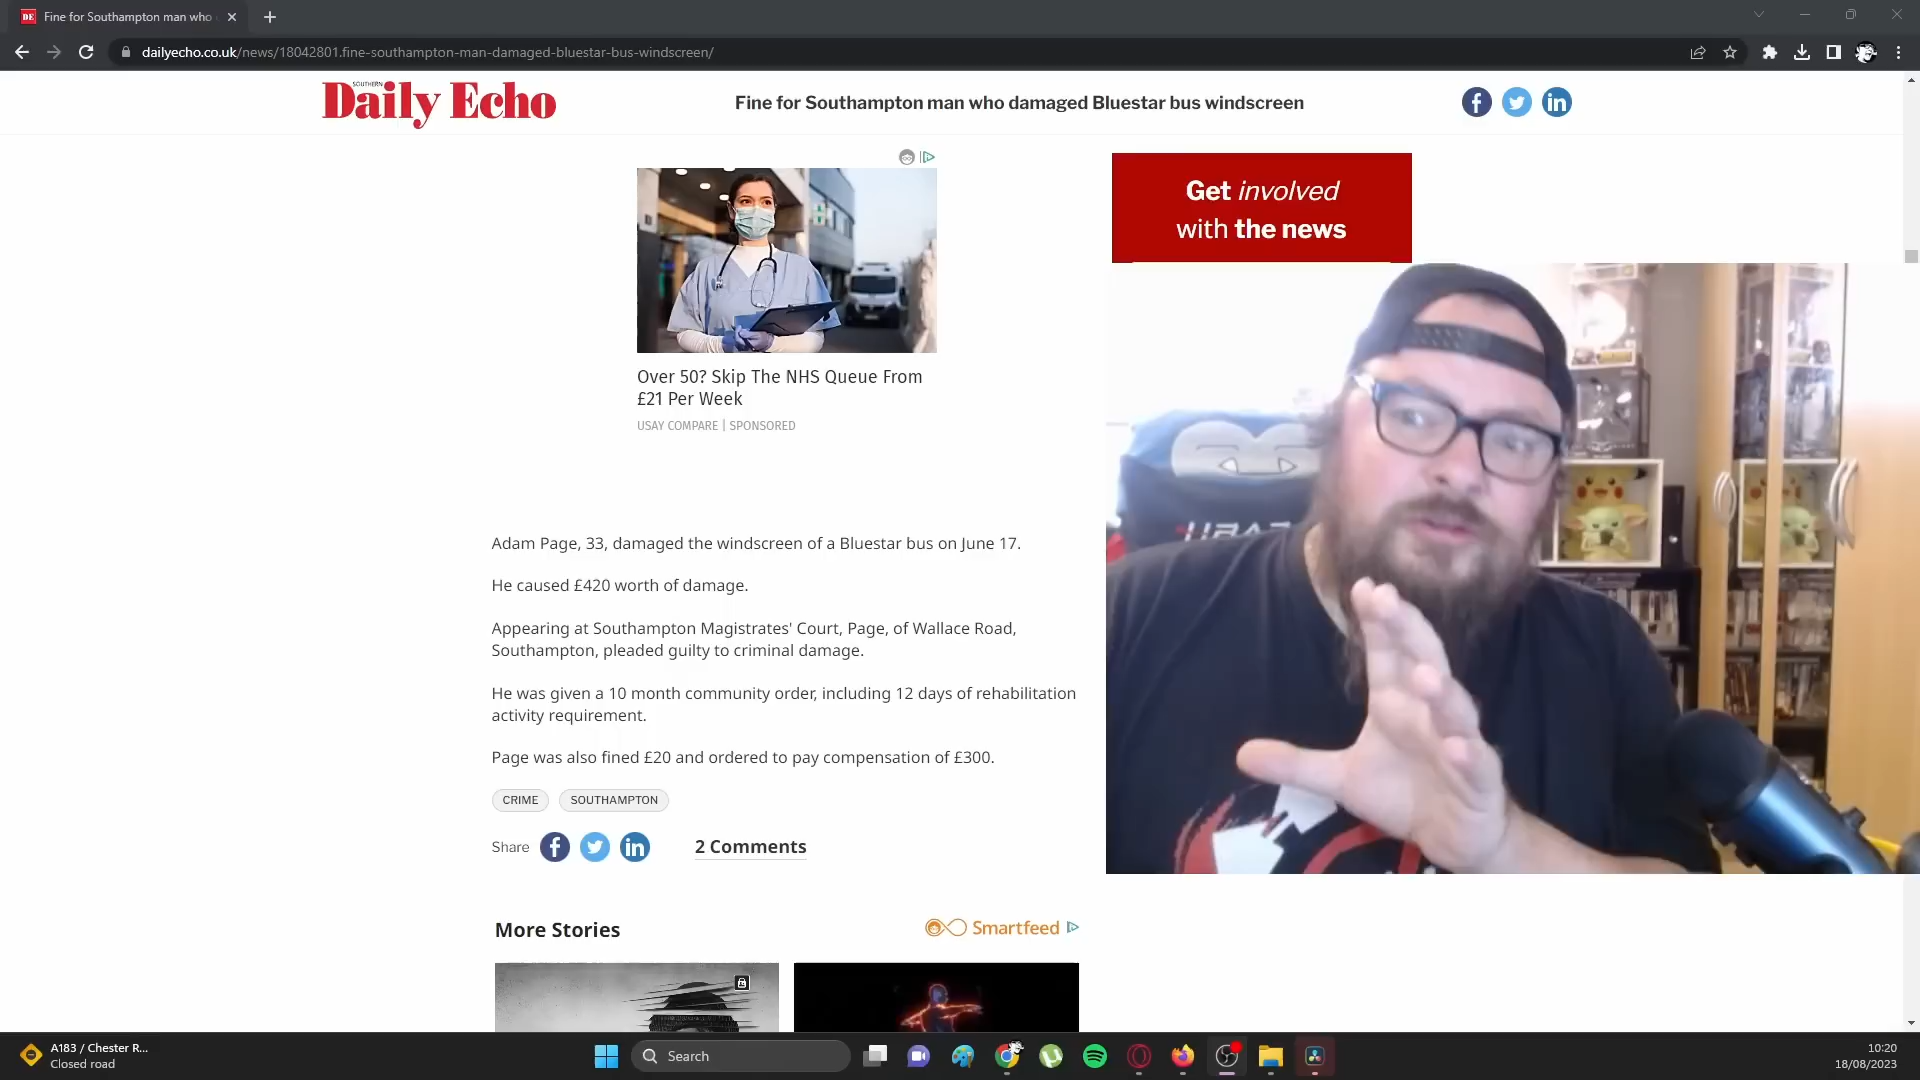 DE Fine for Southampton man who
dailyecho.co.uk/news/18042801.fine-southampton-man-damaged-bluestar-bus-windscreen/
SOUTHERN
Daily Echo
Fine for Southampton man who damaged Bluestar bus windscreen
Get involved
with the news
Over 50? Skip The NHS Queue From
£21 Per Week
USAY COMPARE | SPONSORED
Adam Page, 33, damaged the windscreen of a Bluestar bus on June 17.
He caused £420 worth of damage.
Appearing at Southampton Magistrates' Court, Page, of Wallace Road,
Southampton, pleaded guilty to criminal damage.
He was given a 10 month community order, including 12 days of rehabilitation
activity requirement.
Page was also fined £20 and ordered to pay compensation of £300.
CRIME SOUTHAMPTON
Share 2 Comments
More Stories
Smartfeed
A183 / Chester R...
Closed road
Search
10:20
18/08/2023